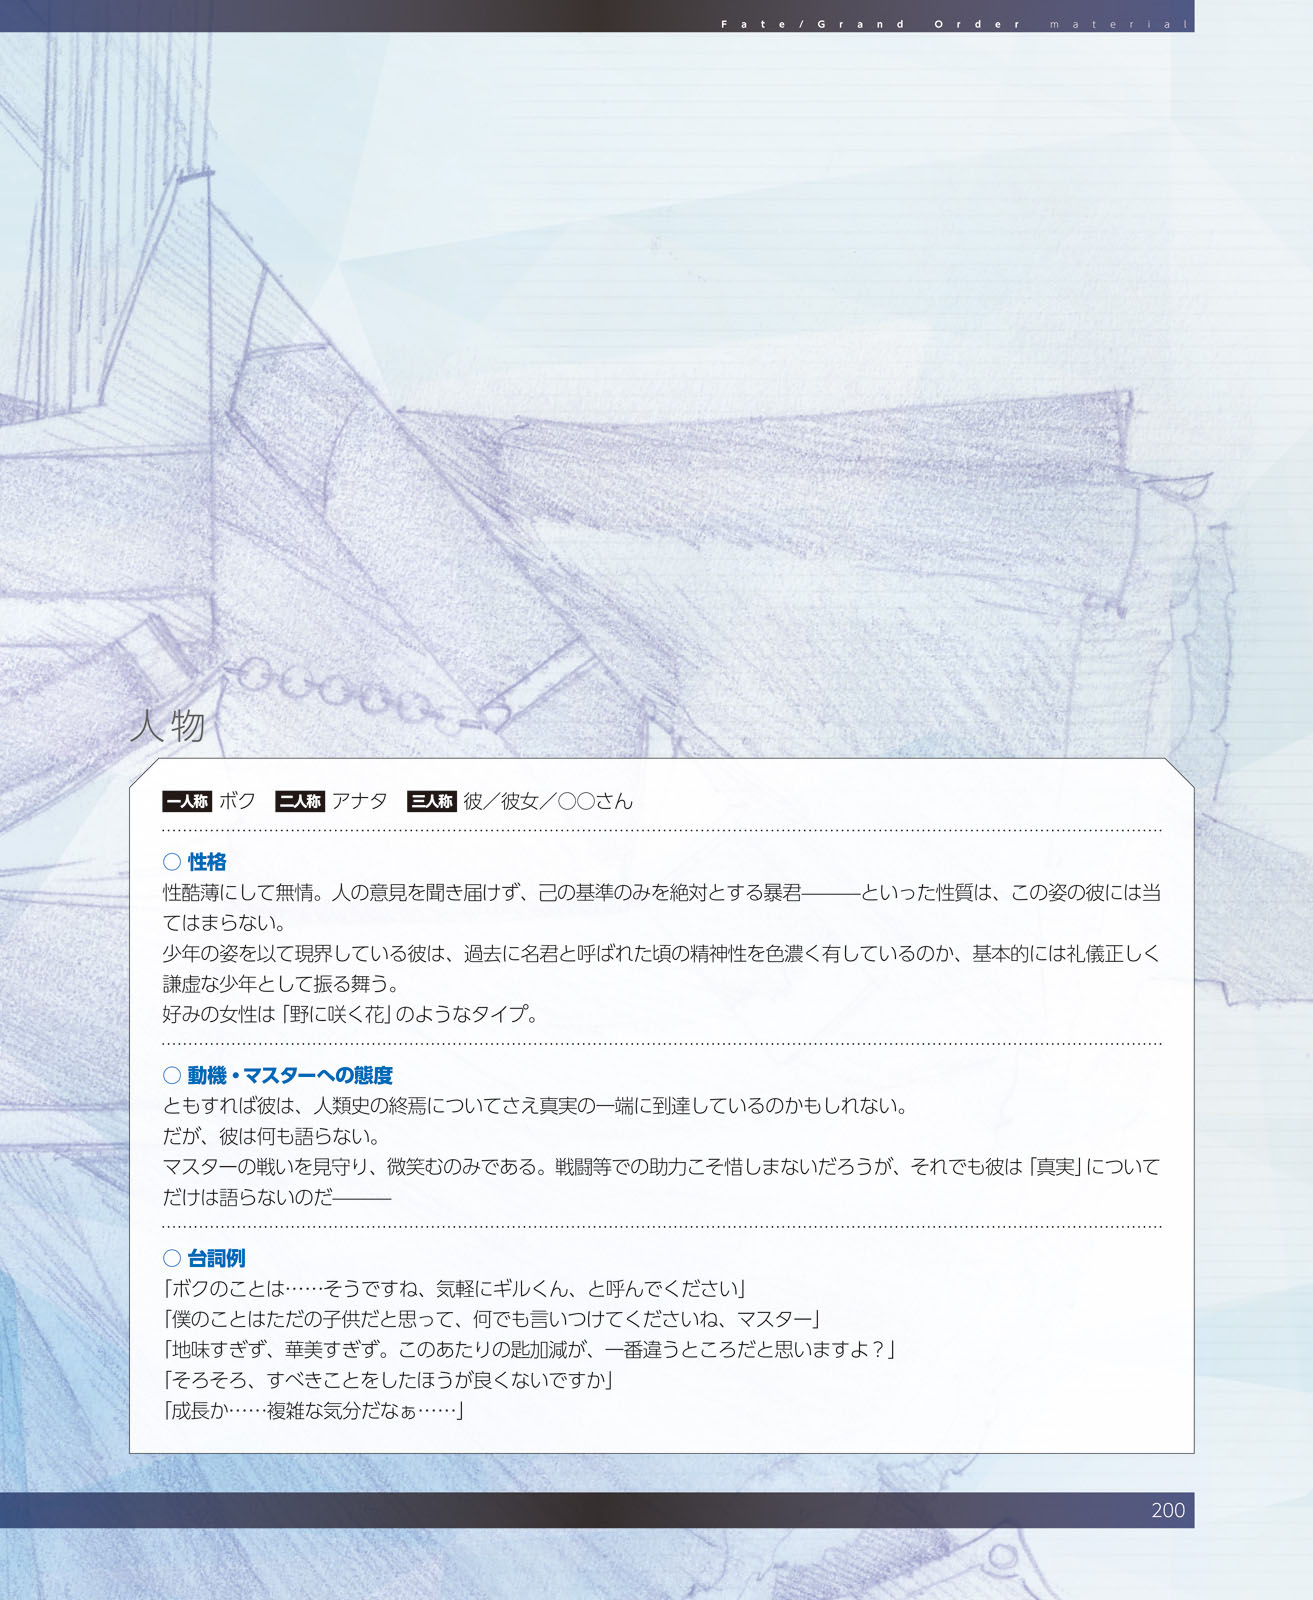 Fate/Grand Order material
人物
一人称 ボク 二人称 アナタ 三人称 彼／彼女／○○さん
○ 性格
性酷薄にして無情。人の意見を聞き届けず、己の基準のみを絶対とする暴君―――といった性質は、この姿の彼には当
てはまらない。
少年の姿を以て現界している彼は、過去に名君と呼ばれた頃の精神性を色濃く有しているのか、基本的には礼儀正しく
謙虚な少年として振る舞う。
好みの女性は「野に咲く花」のようなタイプ。
○ 動機・マスターへの態度
ともすれば彼は、人類史の終焉についてさえ真実の一端に到達しているのかもしれない。
だが、彼は何も語らない。
マスターの戦いを見守り、微笑むのみである。戦闘等での助力こそ惜しまないだろうが、それでも彼は「真実」について
だけは語らないのだ―――
○ 台詞例
「ボクのことは……そうですね、気軽にギルくん、と呼んでください」
「僕のことはただの子供だと思って、何でも言いつけてくださいね、マスター」
「地味すぎず、華美すぎず。このあたりの匙加減が、一番違うところだと思いますよ？」
「そろそろ、すべきことをしたほうが良くないですか」
「成長か……複雑な気分だなぁ……」
200